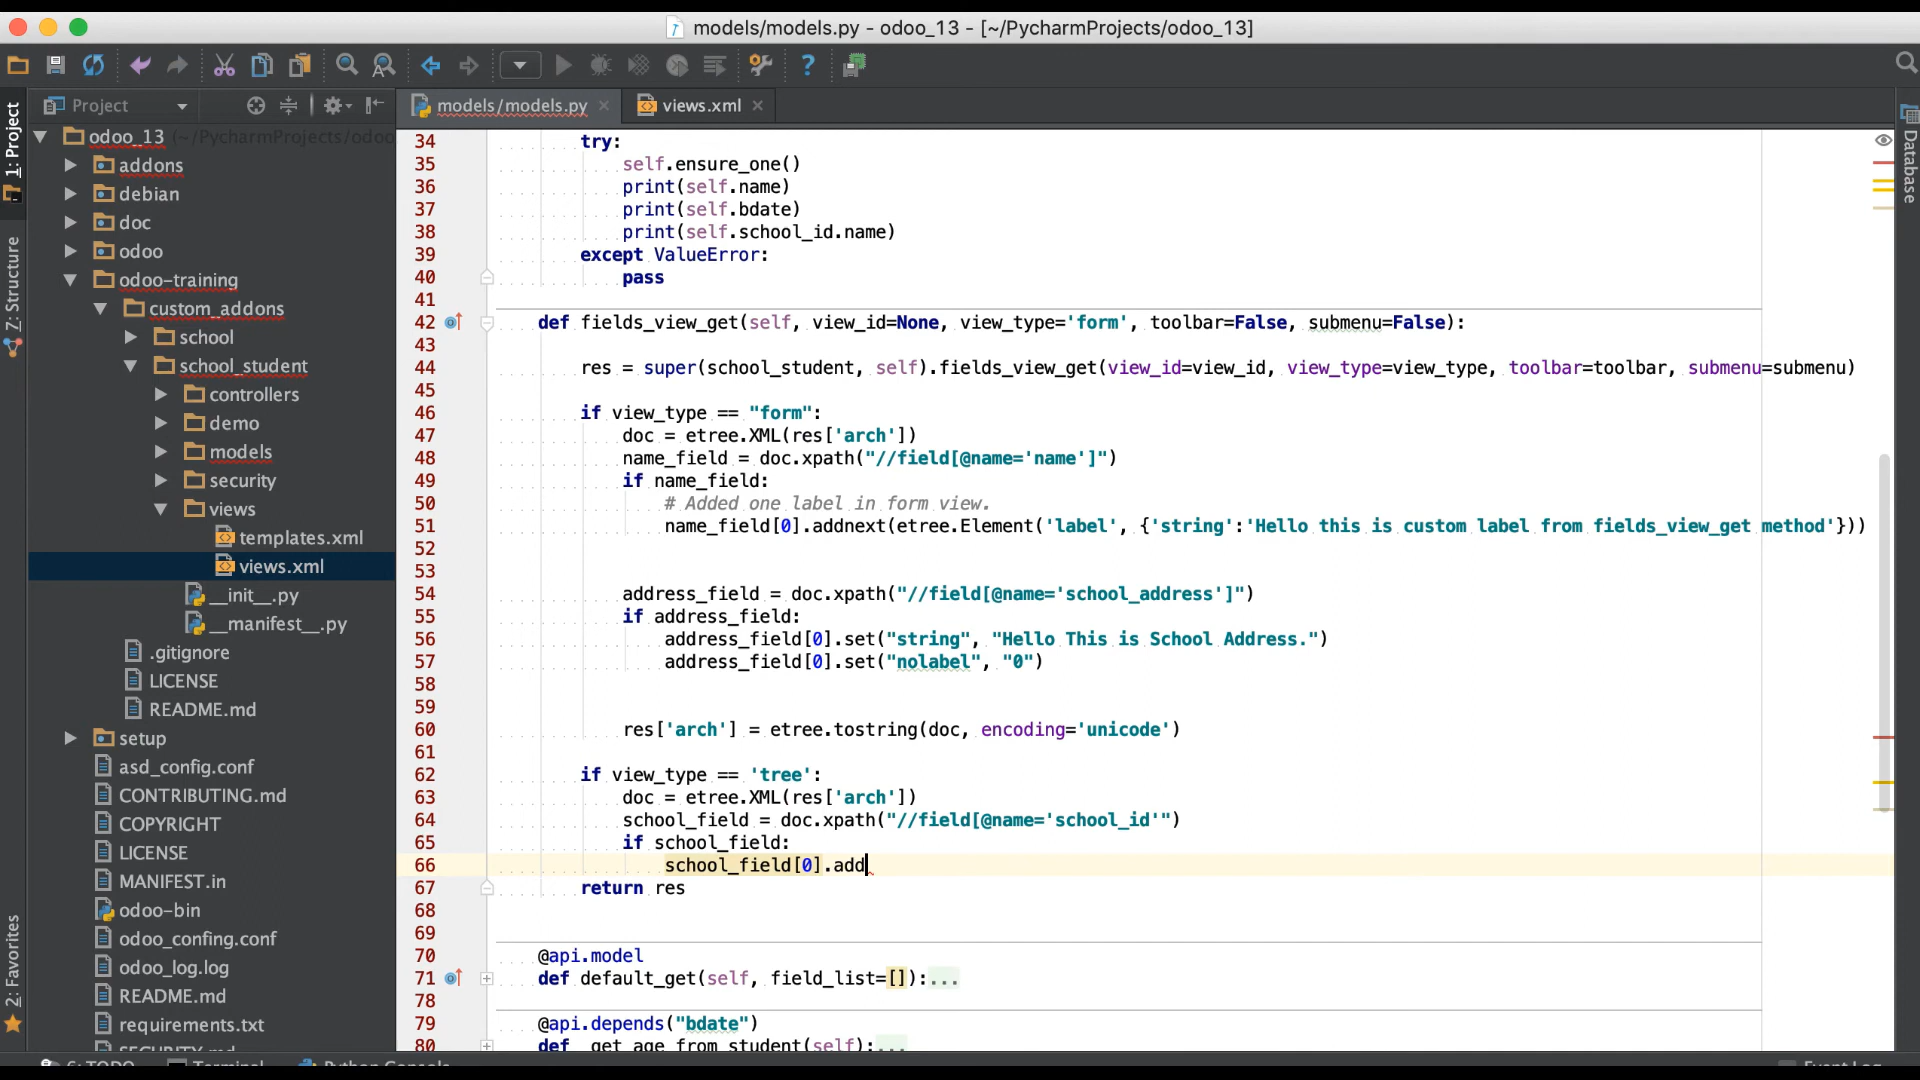 models/models.py - odoo_13 - [~/PycharmProjects/odoo_13]
Project
models/models.py
views.xml
1: Project
7: Structure
2: Favorites
Database
odoo_13 (~/PycharmProjects/odoo
addons
debian
doc
odoo
odoo-training
custom_addons
school
school_student
controllers
demo
models
security
views
templates.xml
views.xml
__init__.py
__manifest__.py
.gitignore
LICENSE
README.md
setup
asd_config.conf
CONTRIBUTING.md
COPYRIGHT
LICENSE
MANIFEST.in
odoo-bin
odoo_confing.conf
odoo_log.log
README.md
requirements.txt
34 try:
35 self.ensure_one()
36 print(self.name)
37 print(self.bdate)
38 print(self.school_id.name)
39 except ValueError:
40 pass
41
42 def fields_view_get(self, view_id=None, view_type='form', toolbar=False, submenu=False):
43
44 res = super(school_student, self).fields_view_get(view_id=view_id, view_type=view_type, toolbar=toolbar, submenu=submenu)
45
46 if view_type == "form":
47 doc = etree.XML(res['arch'])
48 name_field = doc.xpath("//field[@name='name']")
49 if name_field:
50 # Added one label in form view.
51 name_field[0].addnext(etree.Element('label', {'string':'Hello this is custom label from fields_view_get method'}))
52
53
54 address_field = doc.xpath("//field[@name='school_address']")
55 if address_field:
56 address_field[0].set("string", "Hello This is School Address.")
57 address_field[0].set("nolabel", "0")
58
59
60 res['arch'] = etree.tostring(doc, encoding='unicode')
61
62 if view_type == 'tree':
63 doc = etree.XML(res['arch'])
64 school_field = doc.xpath("//field[@name='school_id'")
65 if school_field:
66 school_field[0].add
67 return res
68
69
70 @api.model
71 def default_get(self, field_list=[]):...
78
79 @api.depends("bdate")
80 def _get_age_from_student(self):...